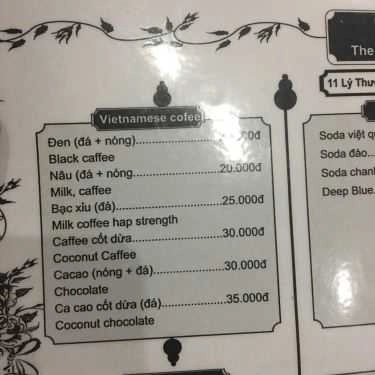 The
11 Lý Thư
Vietnamese cofee
Đen (đá + nóng)..................000đ
Black caffee
Nâu (đá + nóng...................20.000đ
Milk, caffee
Bạc xỉu (đá).......................25.000đ
Milk coffee hap strength
Caffee cốt dừa...................30.000đ
Coconut Caffee
Cacao (nóng + đá)..............30.000đ
Chocolate
Ca cao cốt dừa (đá)............35.000đ
Coconut chocolate
Soda việt q
Soda đào..
Soda chanh
Deep Blue.